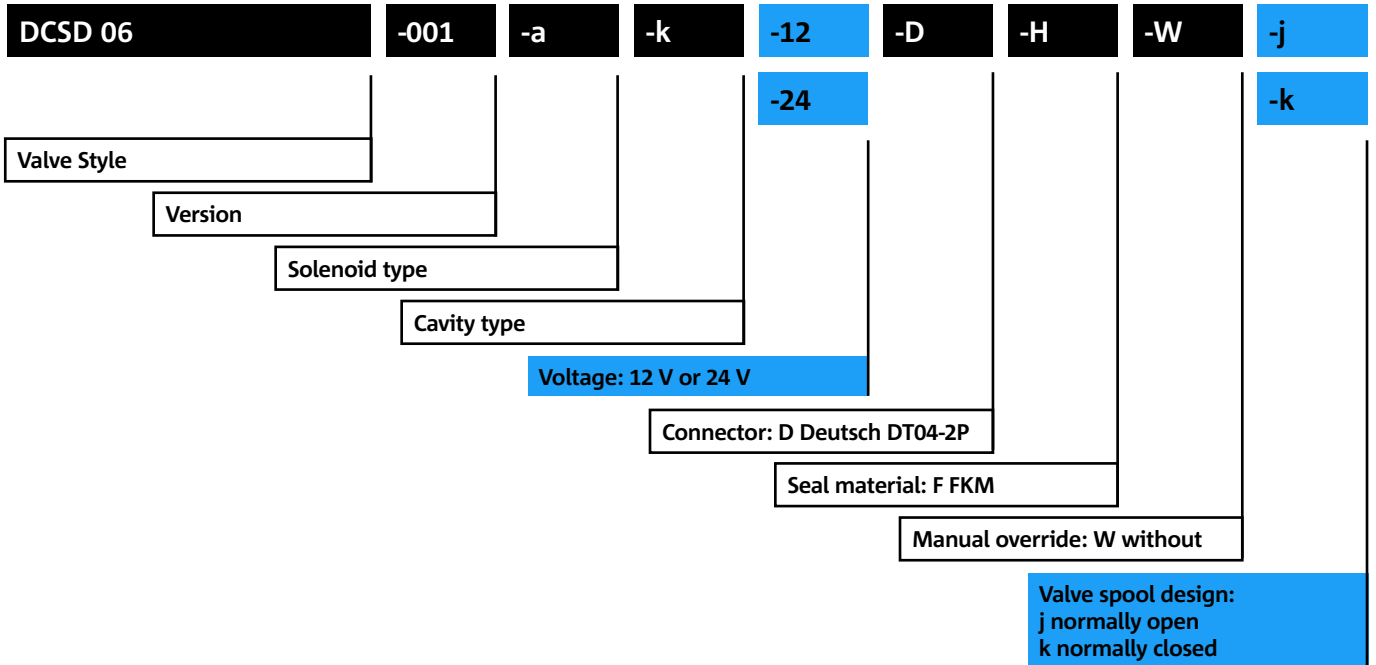 DCSD 06 -001 -a -k -12 -D -H -W -j
-24 -k
Valve Style
Version
Solenoid type
Cavity type
Voltage: 12 V or 24 V
Connector: D Deutsch DT04-2P
Seal material: F FKM
Manual override: W without
Valve spool design:
j normally open
k normally closed